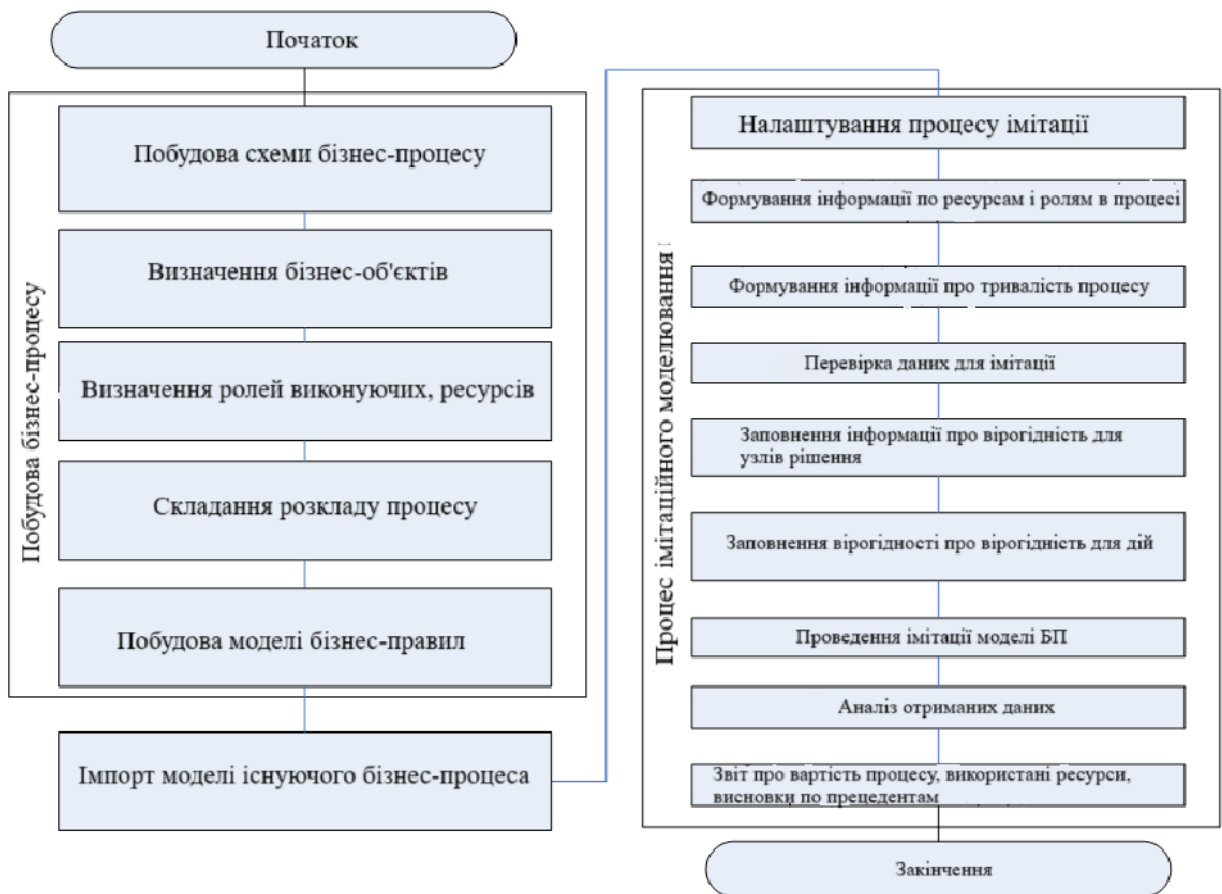 Початок
Побудова бізнес-процесу
Побудова схеми бізнес-процесу
Визначення бізнес-об'єктів
Визначення ролей виконуючих, ресурсів
Складання розкладу процесу
Побудова моделі бізнес-правил
Імпорт моделі існуючого бізнес-процеса
Процес імітаційного моделювання
Налаштування процесу імітації
Формування інформації по ресурсам і ролям в процесі
Формування інформації про тривалість процесу
Перевірка даних для імітації
Заповнення інформації про вірогідність для
узлів рішення
Заповнення вірогідності про вірогідність для дій
Проведення імітації моделі БП
Аналіз отриманих даних
Звіт про вартість процесу, використані ресурси,
висновки по прецедентам
Закінчення